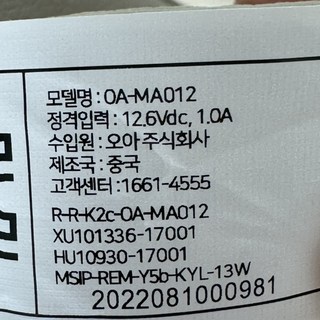 모델명 : OA-MA012
정격입력 : 12.6Vdc, 1.0A
수입원 : 오아 주식회사
제조국 : 중국
고객센터 : 1661-4555
R-R-K2c-OA-MA012
XU101336-17001
HU10930-17001
MSIP-REM-Y5b-KYL-13W
2022081000981